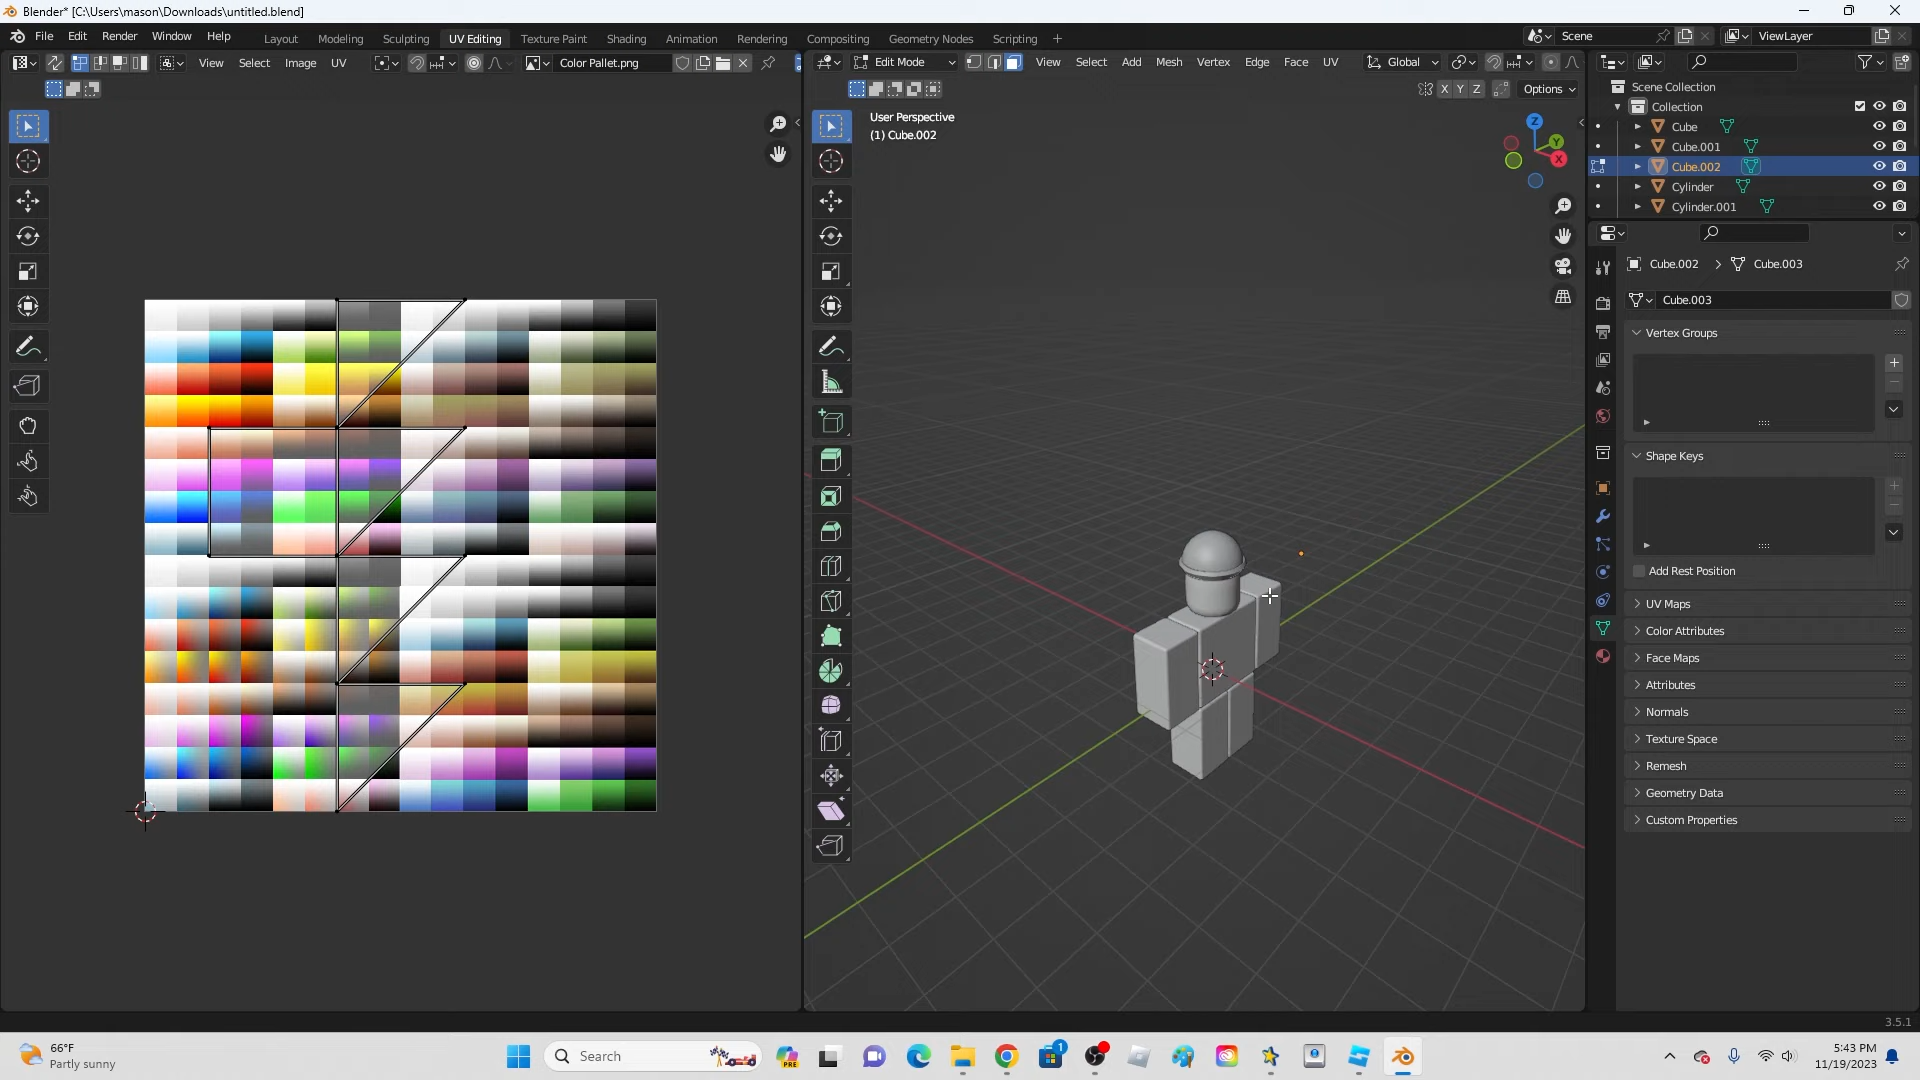 Blender* [C:\Users\mason\Downloads\untitled.blend]
File Edit Render Window Help
Layout Modeling Sculpting UV Editing Texture Paint Shading Animation Rendering Compositing Geometry Nodes Scripting +
Scene
ViewLayer
View Select Image UV
Color Pallet.png
Edit Mode
View Select Add Mesh Vertex Edge Face UV
Global
X Y Z
Options
User Perspective
(1) Cube.002
Z
Y
X
Scene Collection
Collection
Cube
Cube.001
Cube.002
Cylinder
Cylinder.001
Cube.002 > Cube.003
Cube.003
Vertex Groups
Shape Keys
Add Rest Position
UV Maps
Color Attributes
Face Maps
Attributes
Normals
Texture Space
Remesh
Geometry Data
Custom Properties
3.5.1
66°F
Partly sunny
Search
PRE
1
5:43 PM
11/19/2023